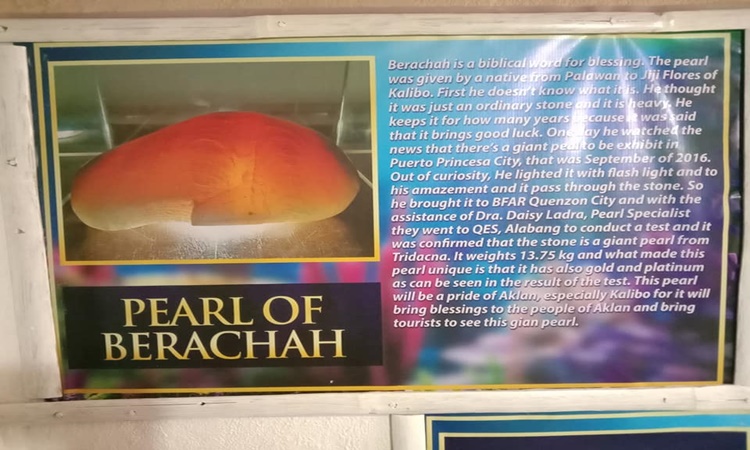 Berachah is a biblical word for blessing. The pearl
was given by a native from Palawan to Jiji Flores of
Kalibo. First he doesn't know what it is. He thought
it was just an ordinary stone and it is heavy. He
keeps it for how many years because it was said
that it brings good luck. One day he watched the
news that there's a giant pearl to be exhibit in
Puerto Princesa City, that was September of 2016.
Out of curiosity, He lighted it with flash light and to
his amazement and it pass through the stone. So
he brought it to BFAR Quenzon City and with the
assistance of Dra. Daisy Ladra, Pearl Specialist
they went to QES, Alabang to conduct a test and it
was confirmed that the stone is a giant pearl from
Tridacna. It weights 13.75 kg and what made this
pearl unique is that it has also gold and platinum
as can be seen in the result of the test. This pearl
will be a pride of Aklan, especially Kalibo for it will
bring blessings to the people of Aklan and bring
tourists to see this gian pearl.
PEARL OF
BERACHAH